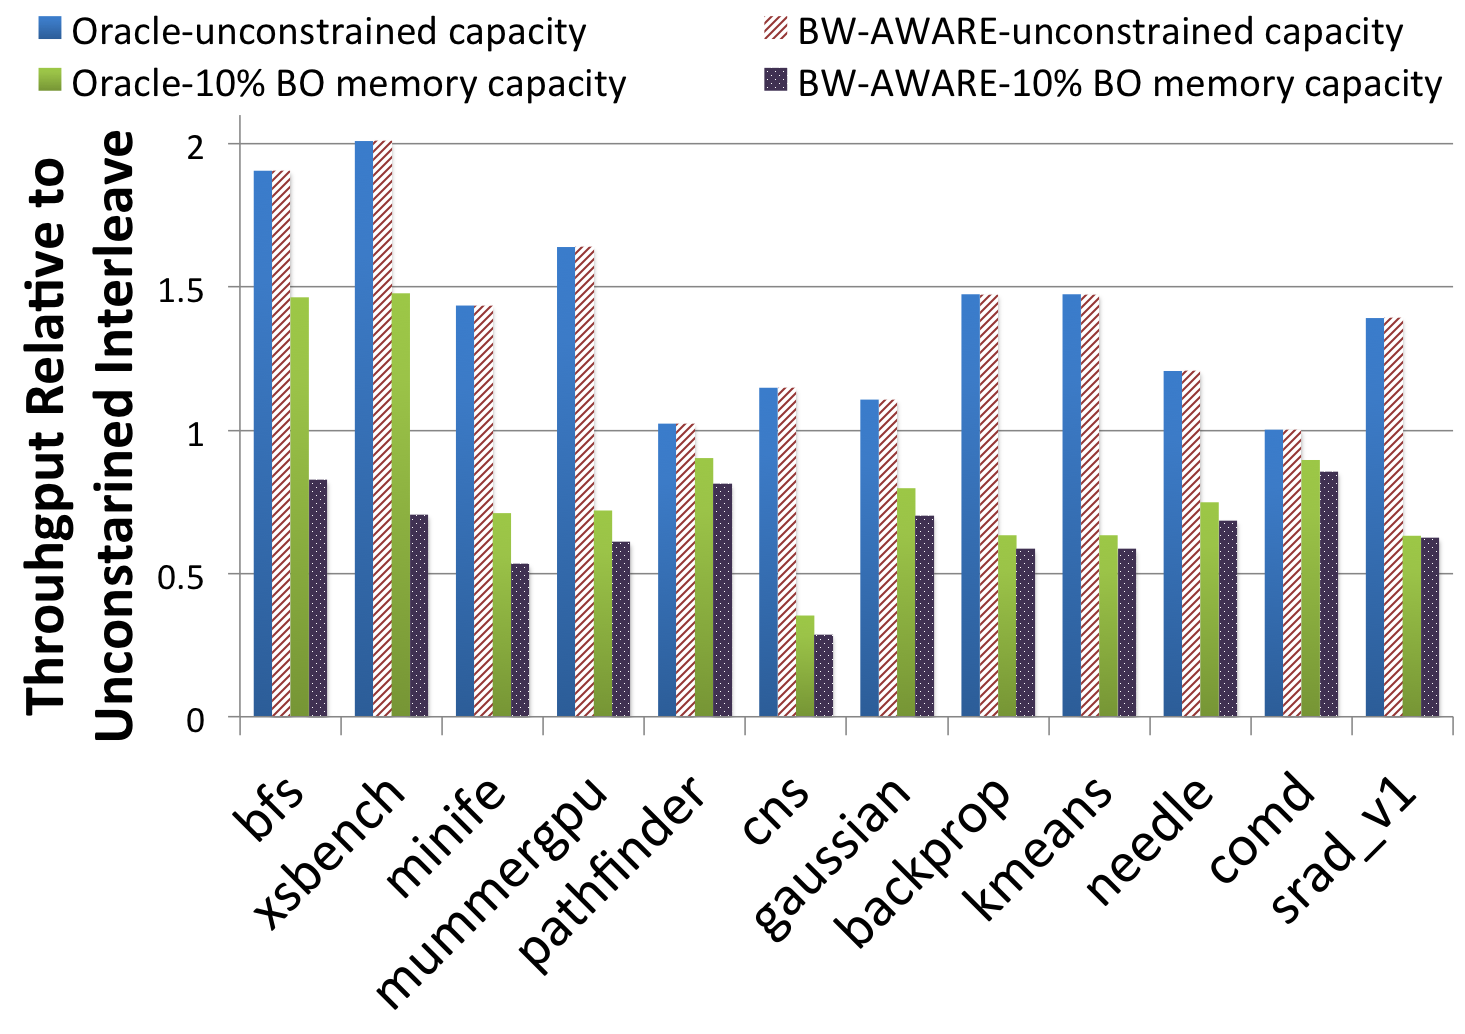 Oracle-unconstrained capacity
BW-AWARE-unconstrained capacity
Oracle-10% BO memory capacity
BW-AWARE-10% BO memory capacity
Throuhgput Relative to
Unconstarined Interleave
2
1.5
1
0.5
0
bfs
xsbench
minife
mummergpu
pathfinder
cns
gaussian
backprop
kmeans
needle
comd
srad_v1